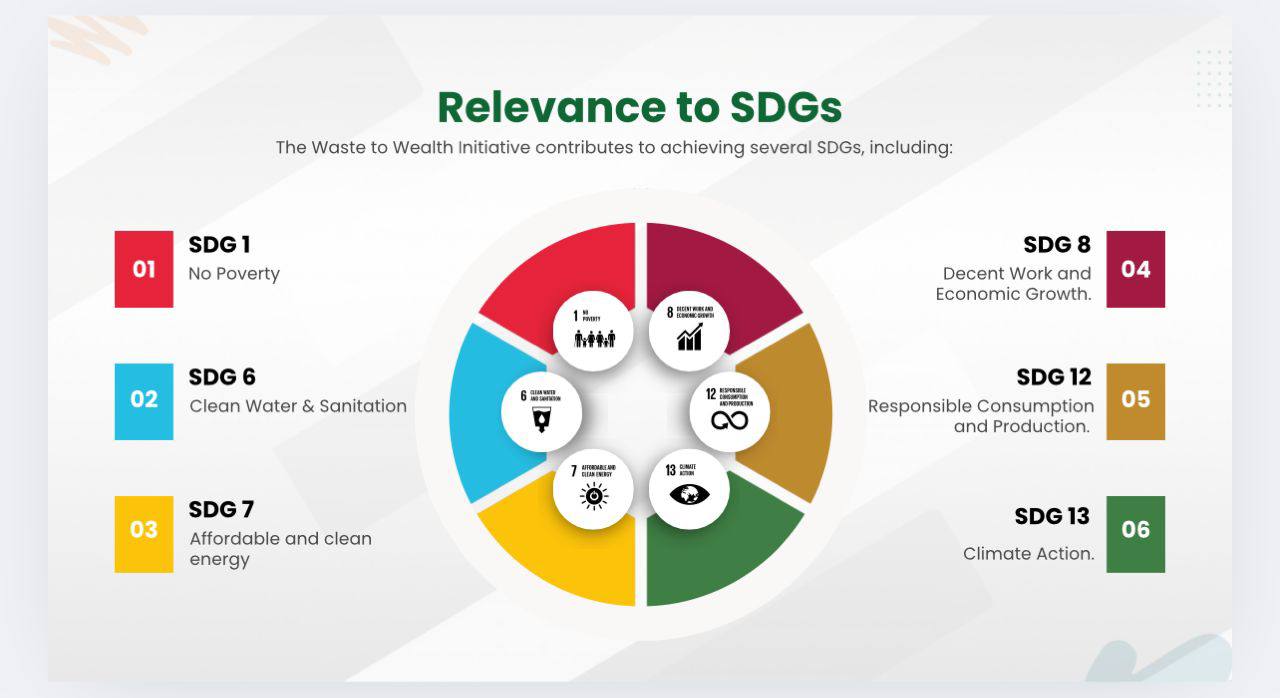 Relevance to SDGs
The Waste to Wealth Initiative contributes to achieving several SDGs, including:
01
SDG 1
No Poverty
02
SDG 6
Clean Water & Sanitation
03
SDG 7
Affordable and clean
energy
1 NO
POVERTY
8 DECENT WORK AND
ECONOMIC GROWTH
6 CLEAN WATER
AND SANITATION
12 RESPONSIBLE
CONSUMPTION
AND PRODUCTION
7 AFFORDABLE AND
CLEAN ENERGY
13 CLIMATE
ACTION
SDG 8
04
Decent Work and
Economic Growth.
SDG 12
05
Responsible Consumption
and Production.
SDG 13
06
Climate Action.